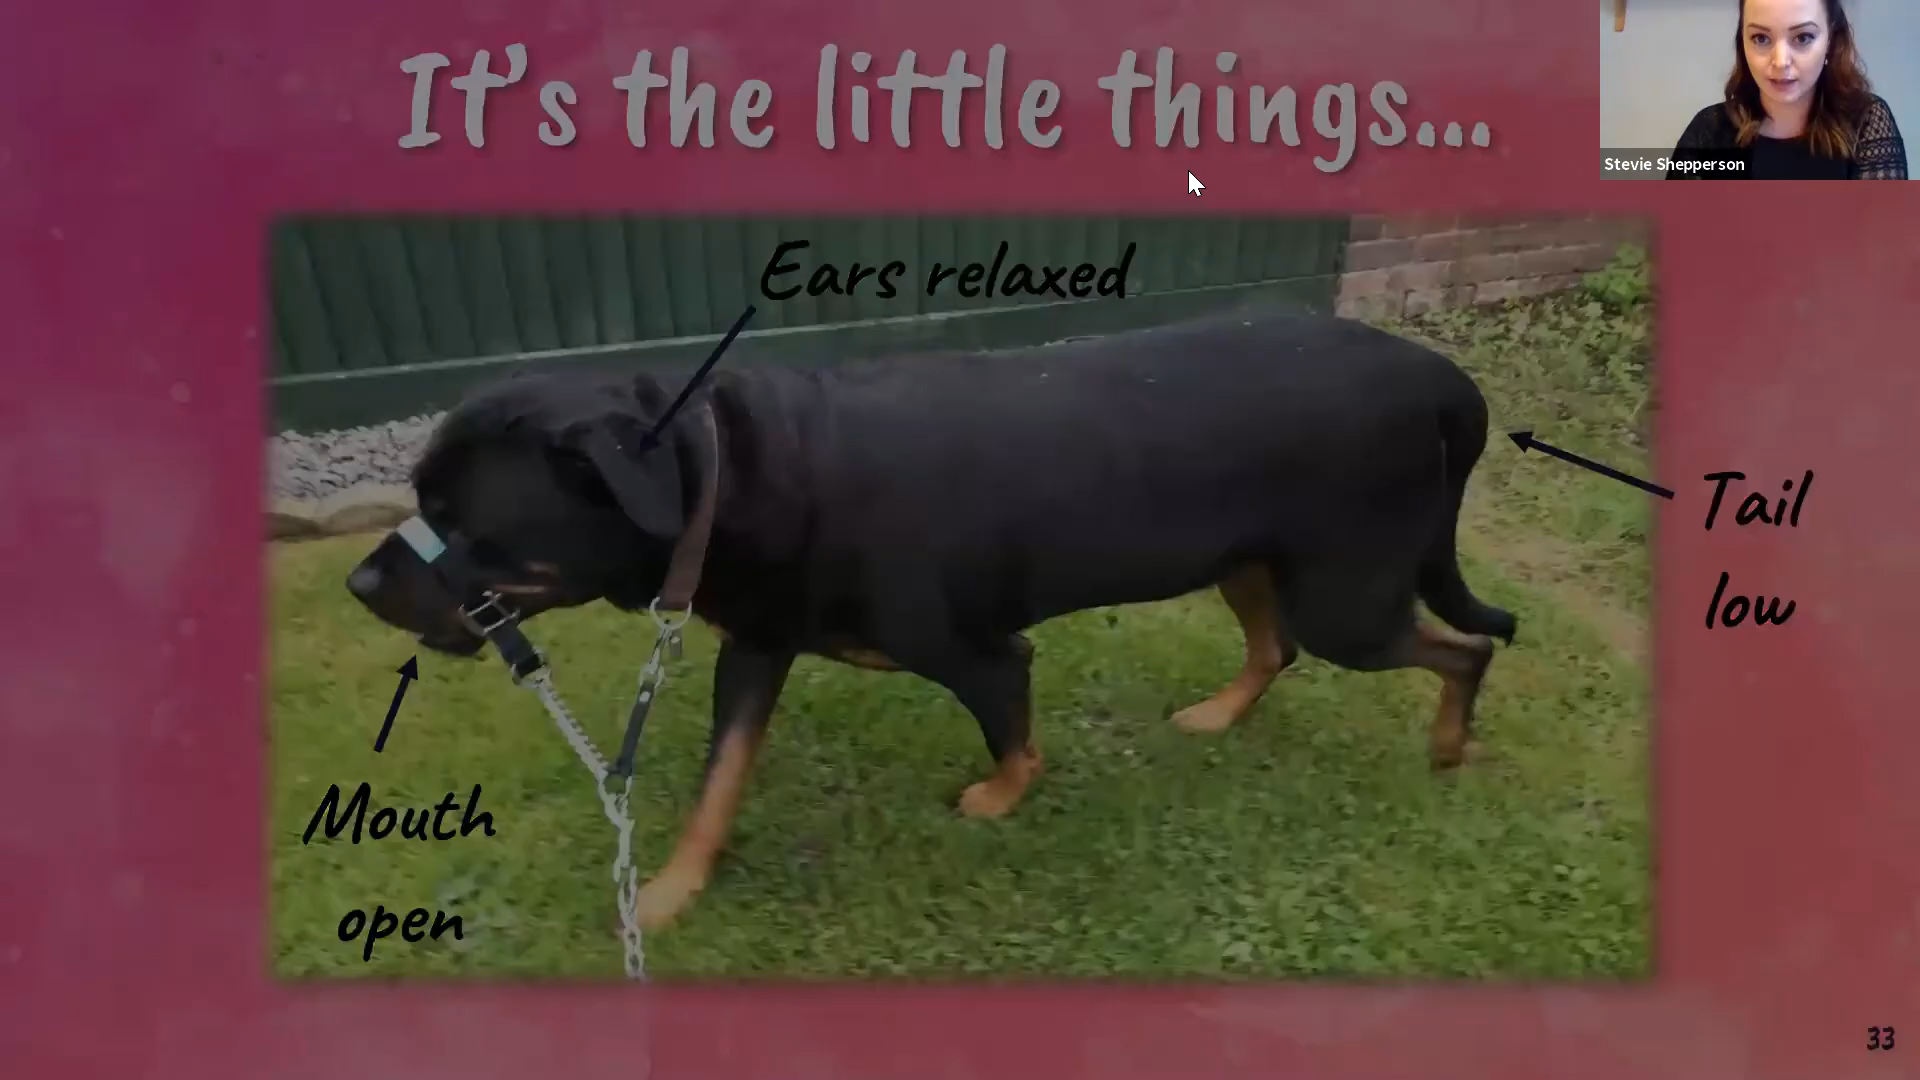 It's the little things...
Stevie Shepperson
Ears relaxed
Tail
low
Mouth
open
33